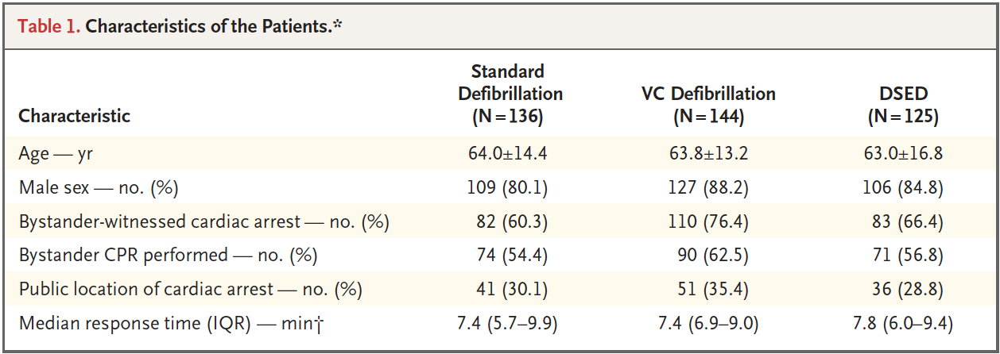 Table 1. Characteristics of the Patients.*
Characteristic Standard Defibrillation (N=136) VC Defibrillation (N=144) DSED (N=125)
Age — yr 64.0±14.4 63.8±13.2 63.0±16.8
Male sex — no. (%) 109 (80.1) 127 (88.2) 106 (84.8)
Bystander-witnessed cardiac arrest — no. (%) 82 (60.3) 110 (76.4) 83 (66.4)
Bystander CPR performed — no. (%) 74 (54.4) 90 (62.5) 71 (56.8)
Public location of cardiac arrest — no. (%) 41 (30.1) 51 (35.4) 36 (28.8)
Median response time (IQR) — min† 7.4 (5.7–9.9) 7.4 (6.9–9.0) 7.8 (6.0–9.4)